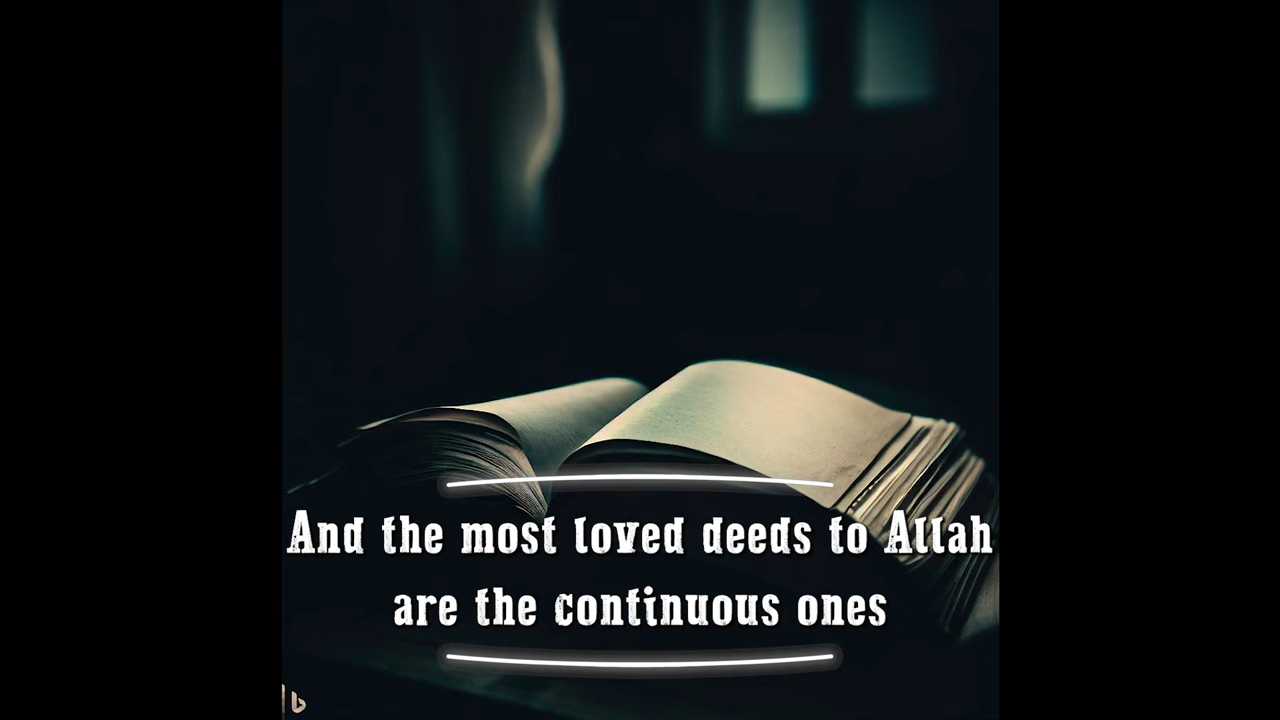 And the most loved deeds to Allah
are the continuous ones